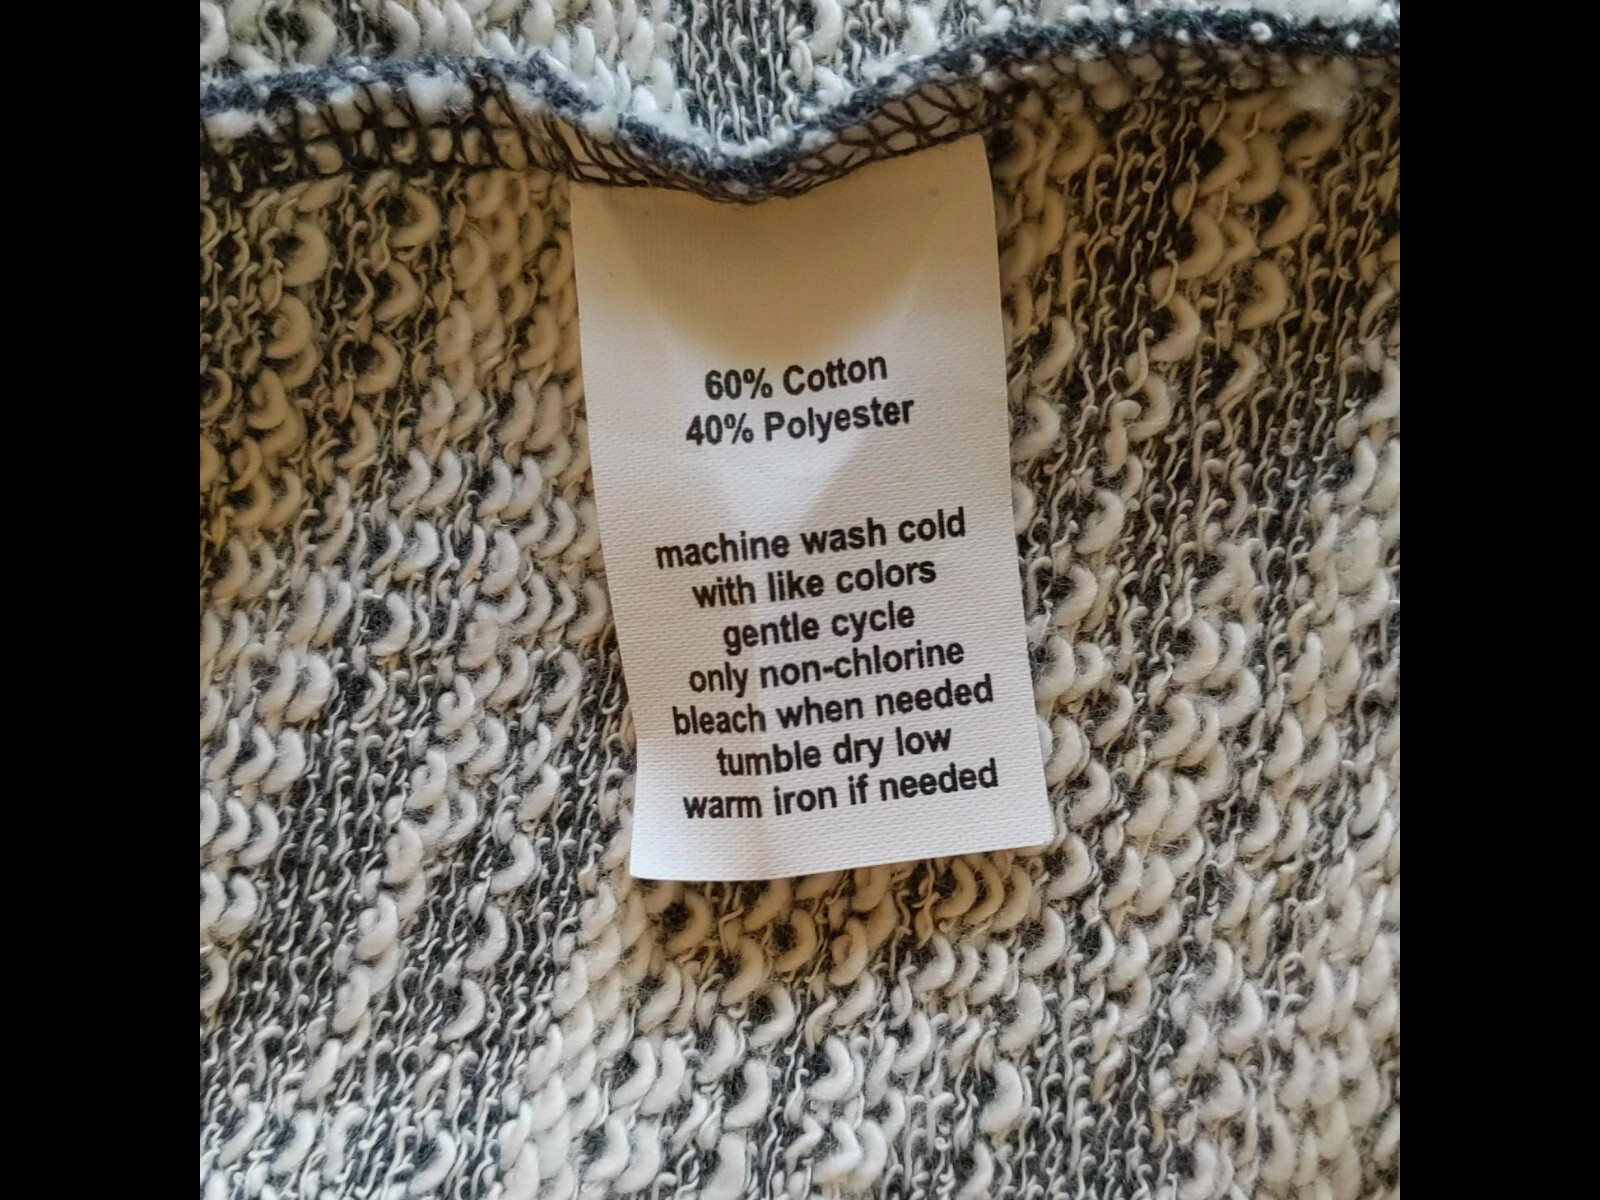 60% Cotton
40% Polyester
machine wash cold
with like colors
gentle cycle
only non-chlorine
bleach when needed
tumble dry low
warm iron if needed